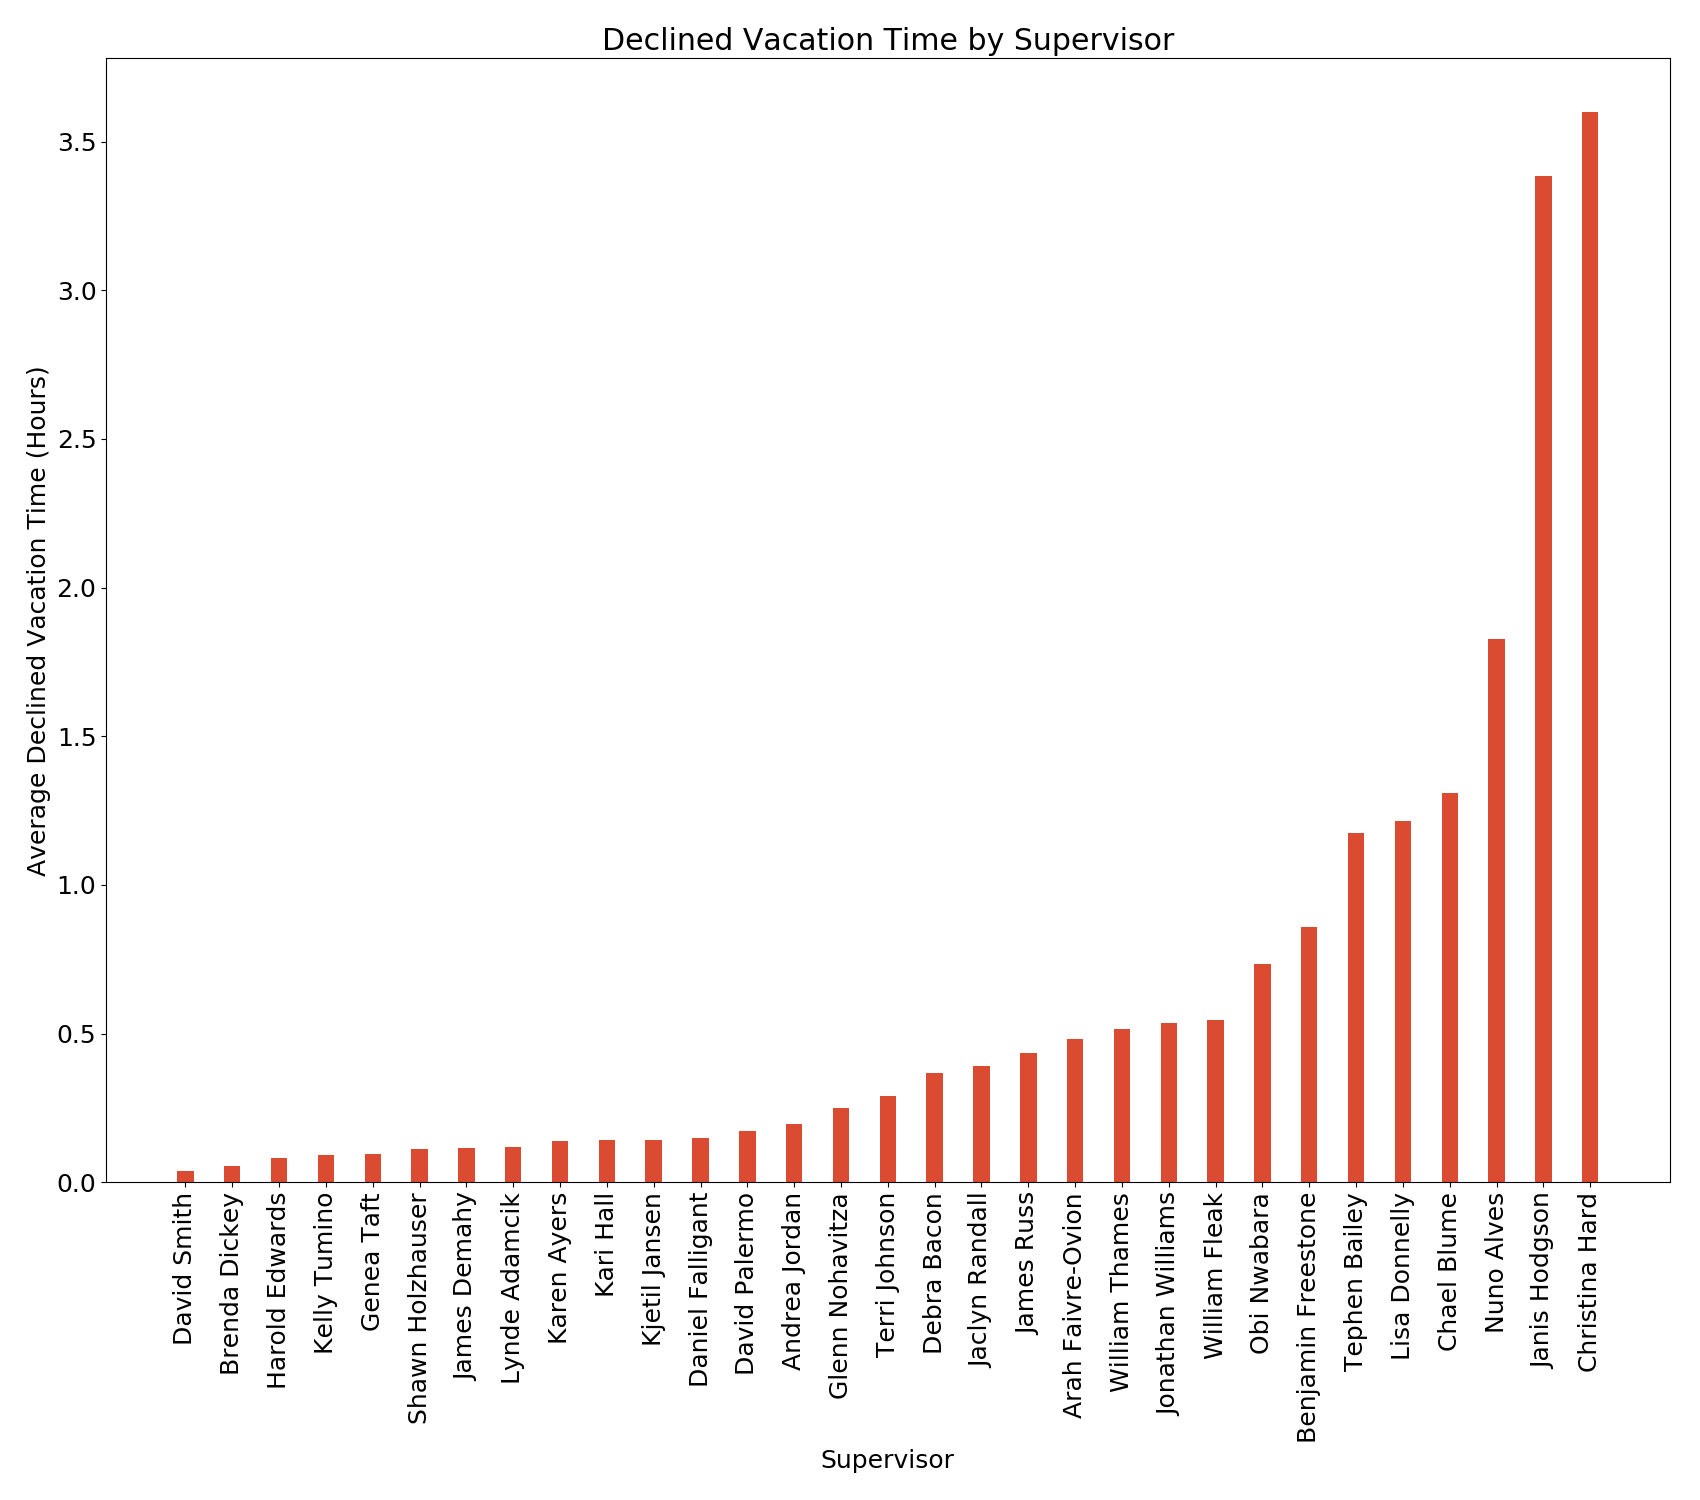 Declined Vacation Time by Supervisor
Average Declined Vacation Time (Hours)
3.5
3.0
2.5
2.0
1.5
1.0
0.5
0.0
David Smith
Brenda Dickey
Harold Edwards
Kelly Tumino
Genea Taft
Shawn Holzhauser
James Demahy
Lynde Adamcik
Karen Ayers
Kari Hall
Kjetil Jansen
Daniel Falligant
David Palermo
Andrea Jordan
Glenn Nohavitza
Terri Johnson
Debra Bacon
Jaclyn Randall
James Russ
Arah Faivre-Ovion
William Thames
Jonathan Williams
William Fleak
Obi Nwabara
Benjamin Freestone
Tephen Bailey
Lisa Donnelly
Chael Blume
Nuno Alves
Janis Hodgson
Christina Hard
Supervisor